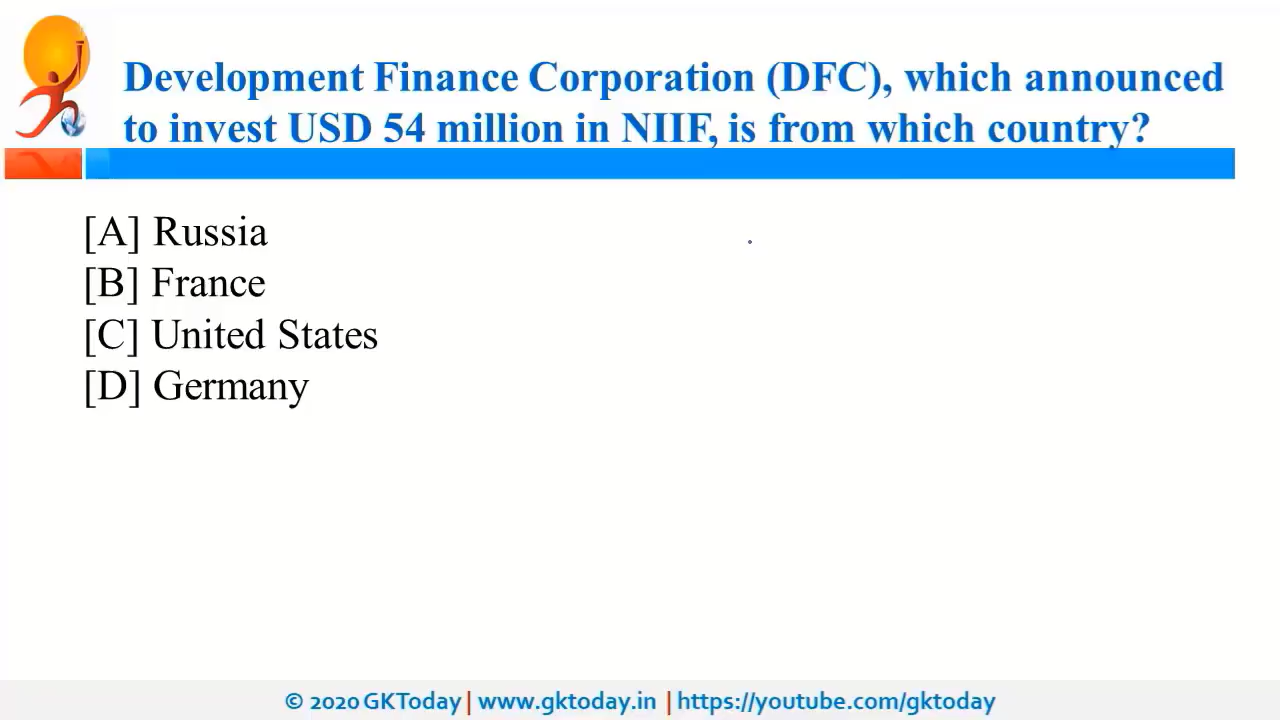 Development Finance Corporation (DFC), which announced
to invest USD 54 million in NIIF, is from which country?
[A] Russia
[B] France
[C] United States
[D] Germany
© 2020 GKToday | www.gktoday.in | https://youtube.com/gktoday